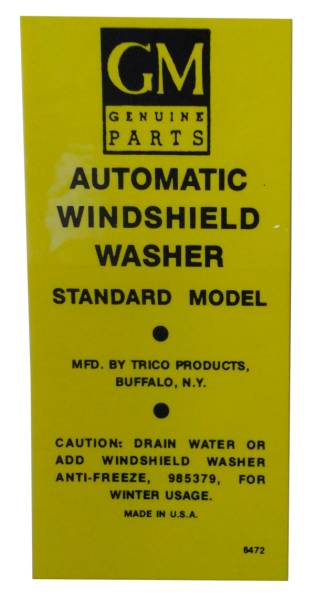 GM
GENUINE
PARTS
AUTOMATIC
WINDSHIELD
WASHER
STANDARD MODEL
MFD. BY TRICO PRODUCTS,
BUFFALO, N.Y.
CAUTION: DRAIN WATER OR
ADD WINDSHIELD WASHER
ANTI-FREEZE, 985379, FOR
WINTER USAGE.
MADE IN U.S.A.
6472